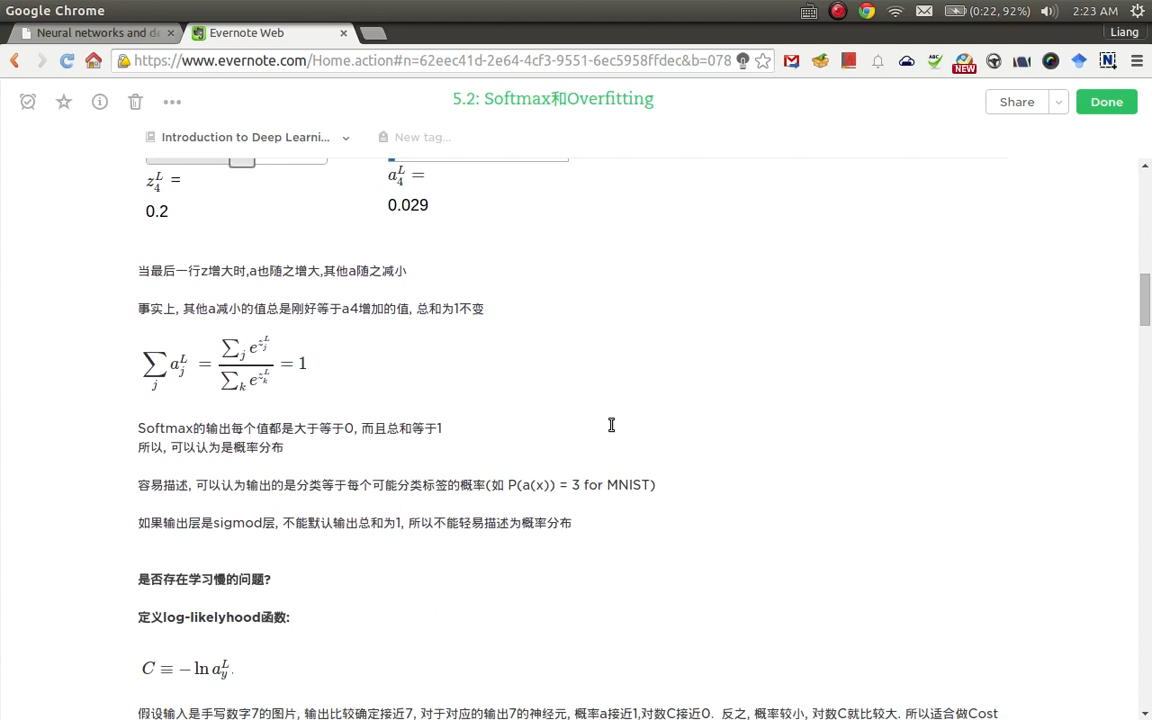 Google Chrome
(0:22, 92%)
2:23 AM
Neural networks and de
Evernote Web
Liang
https://www.evernote.com/Home.action#n=62eec41d-2e64-4cf3-9551-6ec5958ffdec&b=078
NEW
5.2: Softmax和Overfitting
Share
Done
Introduction to Deep Learni...
New tag...
z_4^L =
a_4^L =
0.2
0.029
当最后一行z增大时,a也随之增大,其他a随之减小
事实上, 其他a减小的值总是刚好等于a4增加的值, 总和为1不变
∑_j a_j^L = ∑_j e^{z_j^L} / ∑_k e^{z_k^L} = 1
Softmax的输出每个值都是大于等于0, 而且总和等于1
所以, 可以认为是概率分布
容易描述, 可以认为输出的是分类等于每个可能分类标签的概率(如 P(a(x)) = 3 for MNIST)
如果输出层是sigmod层, 不能默认输出总和为1, 所以不能轻易描述为概率分布
是否存在学习慢的问题?
定义log-likelyhood函数:
C ≡ − ln a_y^L.
假设输入是手写数字7的图片, 输出比较确定接近7, 对于对应的输出7的神经元, 概率a接近1,对数C接近0. 反之, 概率较小, 对数C就比较大. 所以适合做Cost